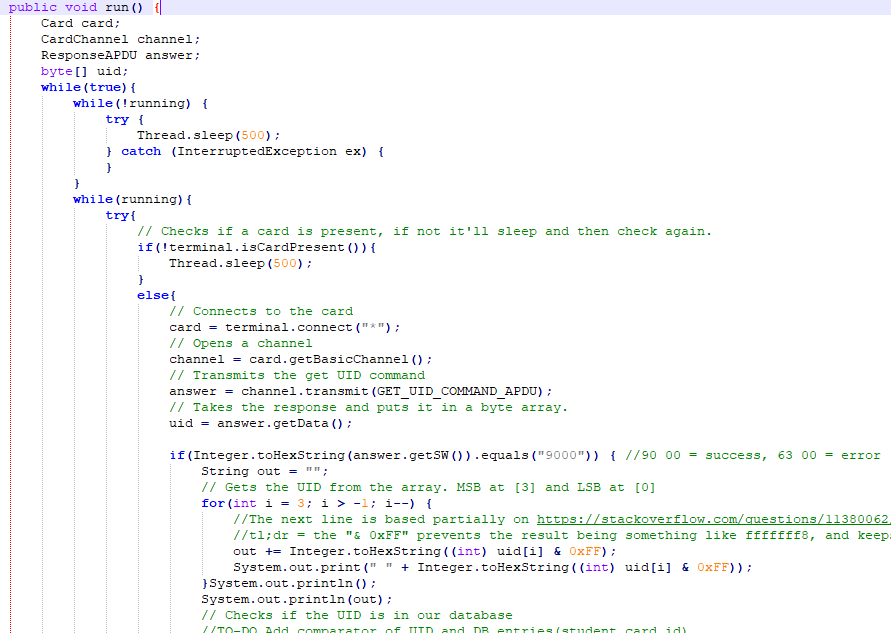 public void run() {
Card card;
CardChannel channel;
ResponseAPDU answer;
byte[] uid;
while(true){
while(!running) {
try {
Thread.sleep(500);
} catch (InterruptedException ex) {
}
}
while(running){
try{
// Checks if a card is present, if not it'll sleep and then check again.
if(!terminal.isCardPresent()){
Thread.sleep(500);
}
else{
// Connects to the card
card = terminal.connect("*");
// Opens a channel
channel = card.getBasicChannel();
// Transmits the get UID command
answer = channel.transmit(GET_UID_COMMAND_APDU);
// Takes the response and puts it in a byte array.
uid = answer.getData();
if(Integer.toHexString(answer.getSW()).equals("9000")) { //90 00 = success, 63 00 = error
String out = "";
// Gets the UID from the array. MSB at [3] and LSB at [0]
for(int i = 3; i > -1; i--) {
//The next line is based partially on https://stackoverflow.com/questions/11380062/
//tl;dr = the "& 0xFF" prevents the result being something like fffffff8, and keeps
out += Integer.toHexString((int) uid[i] & 0xFF);
System.out.print(" " + Integer.toHexString((int) uid[i] & 0xFF));
}System.out.println();
System.out.println(out);
// Checks if the UID is in our database
//TO-DO Add comparator of UID and DB entries(student_card_id)